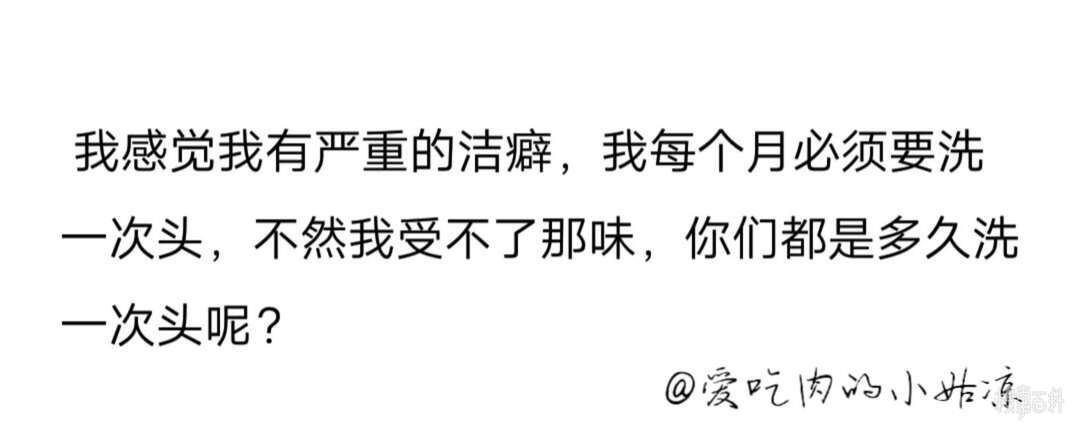 我感觉我有严重的洁癖，我每个月必须要洗
一次头，不然我受不了那味，你们都是多久洗
一次头呢？
@爱吃肉的小姑凉